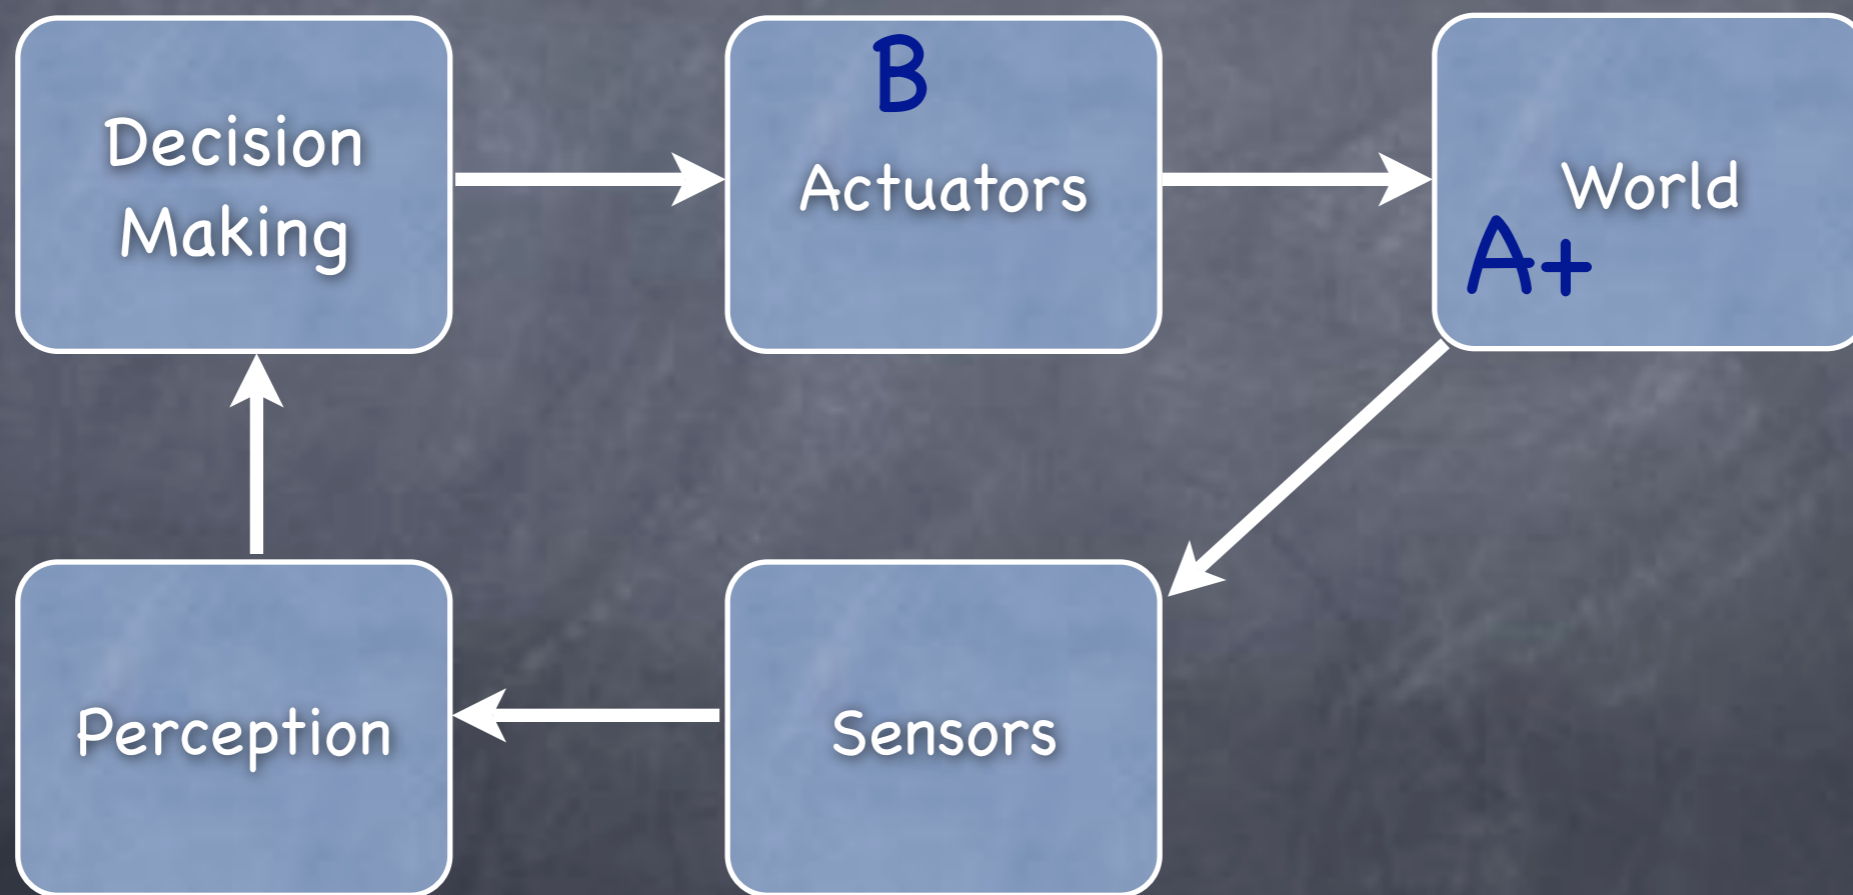 Decision
Making
B
Actuators
World
A+
Perception
Sensors